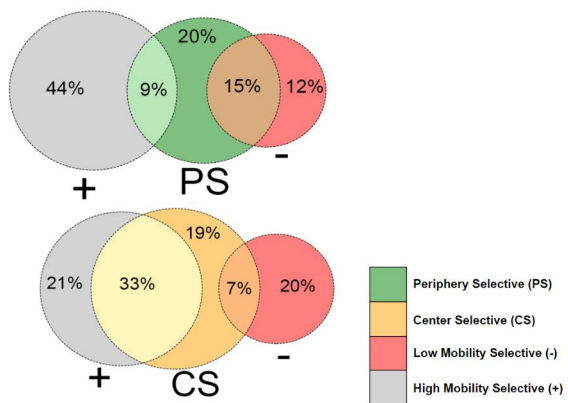 20%
44%
9%
15%
12%
+
PS
-
19%
21%
33%
7%
20%
+
CS
-
Periphery Selective (PS)
Center Selective (CS)
Low Mobility Selective (-)
High Mobility Selective (+)